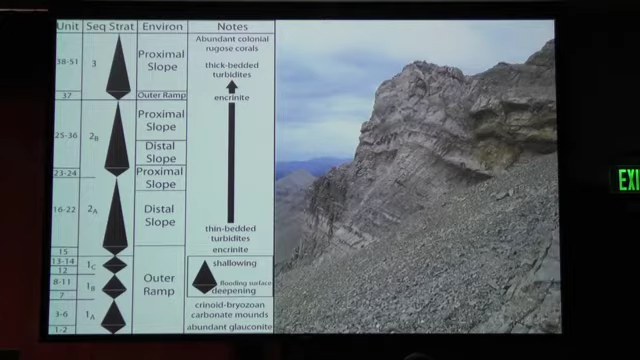 Unit Seq Strat Environ Notes
38-51 3 Proximal Slope Abundant colonial rugose corals
thick-bedded turbidites
37 Outer Ramp encrinite
25-36 2B Proximal Slope
Distal Slope
23-24 Proximal Slope
16-22 2A Distal Slope
thin-bedded turbidites
15 encrinite
13-14 1C Outer Ramp shallowing
12
8-11 1B flooding surface
7 deepening
3-6 1A crinoid-bryozoan carbonate mounds
1-2 abundant glauconite
EXI